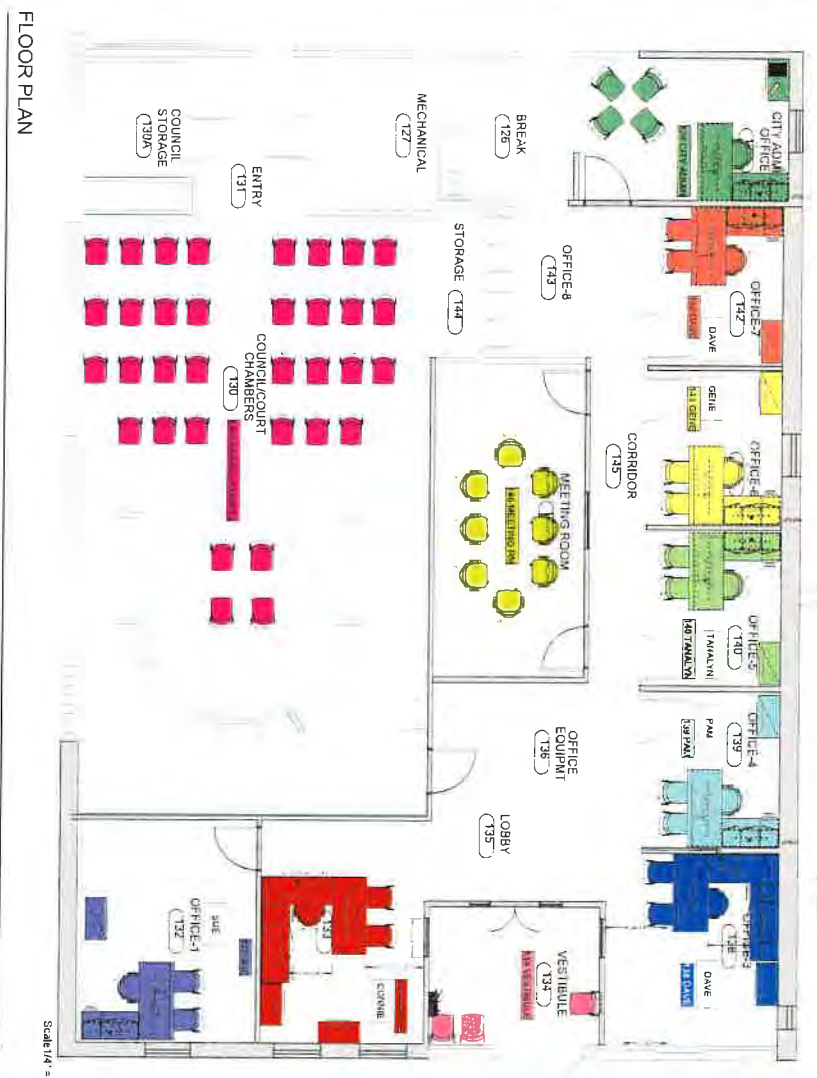 FLOOR PLAN
CITY ADM
OFFICE
BREAK
126
MECHANICAL
127
COUNCIL
STORAGE
130A
ENTRY
131
STORAGE
144
OFFICE-8
143
OFFICE-7
142
DAVE
GENE
141 GENE
OFFICE-6
CORRIDOR
145
COUNCIL/COURT
CHAMBERS
130
MEETING ROOM
146 MEETING RM
OFFICE-5
140
TANALYN
140 TANALYN
OFFICE-4
139
PAM
139 PAM
OFFICE
EQUIPMT
136
LOBBY
135
OFFICE-3
138
DAVE
138 DAVE
VESTIBULE
134
134 VESTIBULE
133
CONNIE
OFFICE-1
132
SUE
Scale 1/4" =